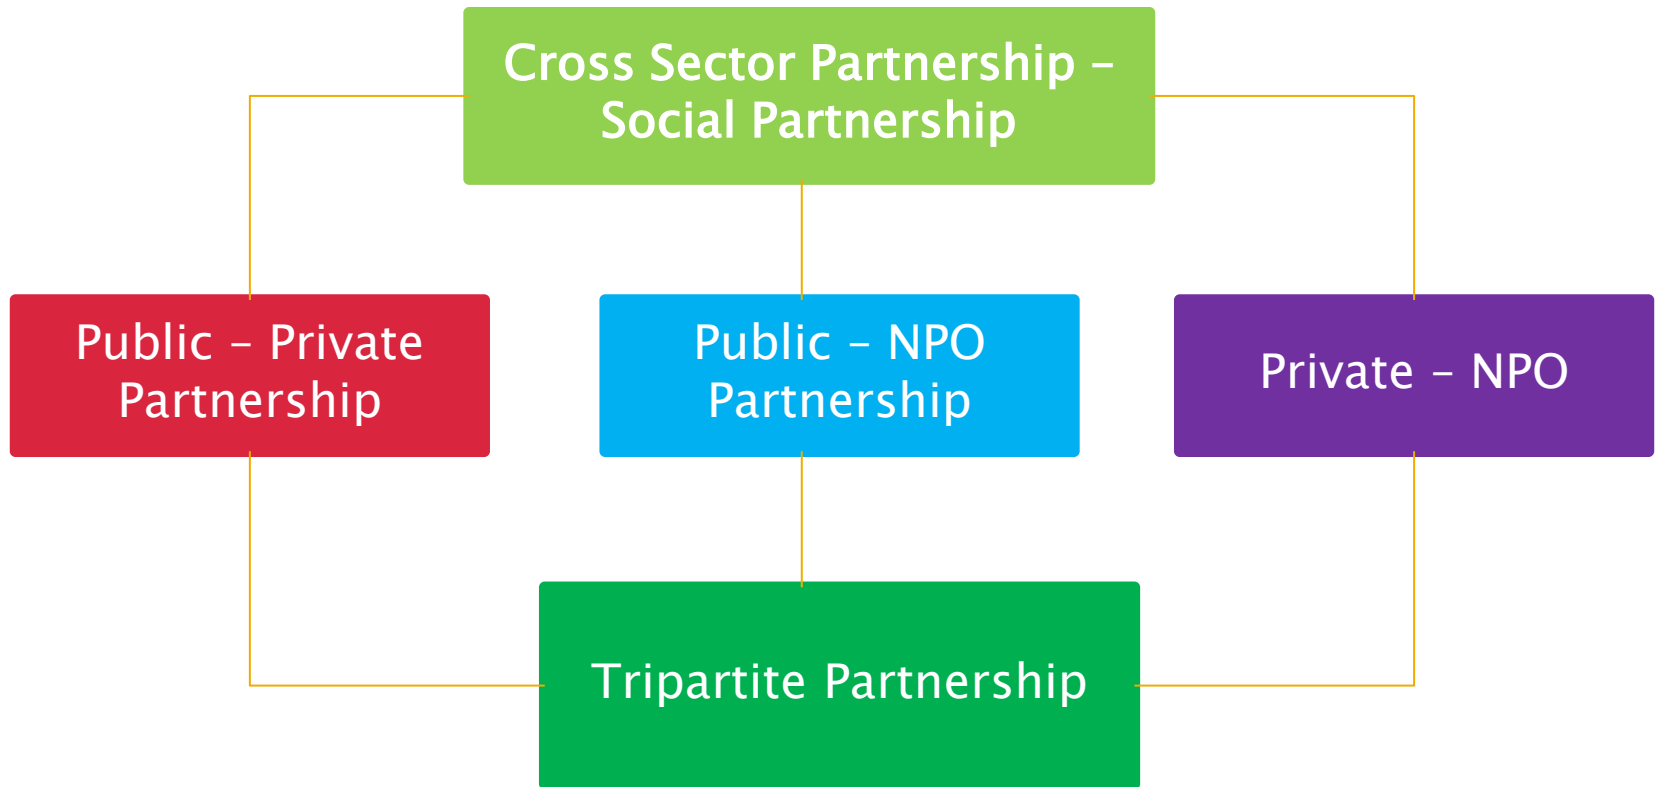 Cross Sector Partnership –
Social Partnership
Public – Private
Partnership
Public – NPO
Partnership
Private – NPO
Tripartite Partnership